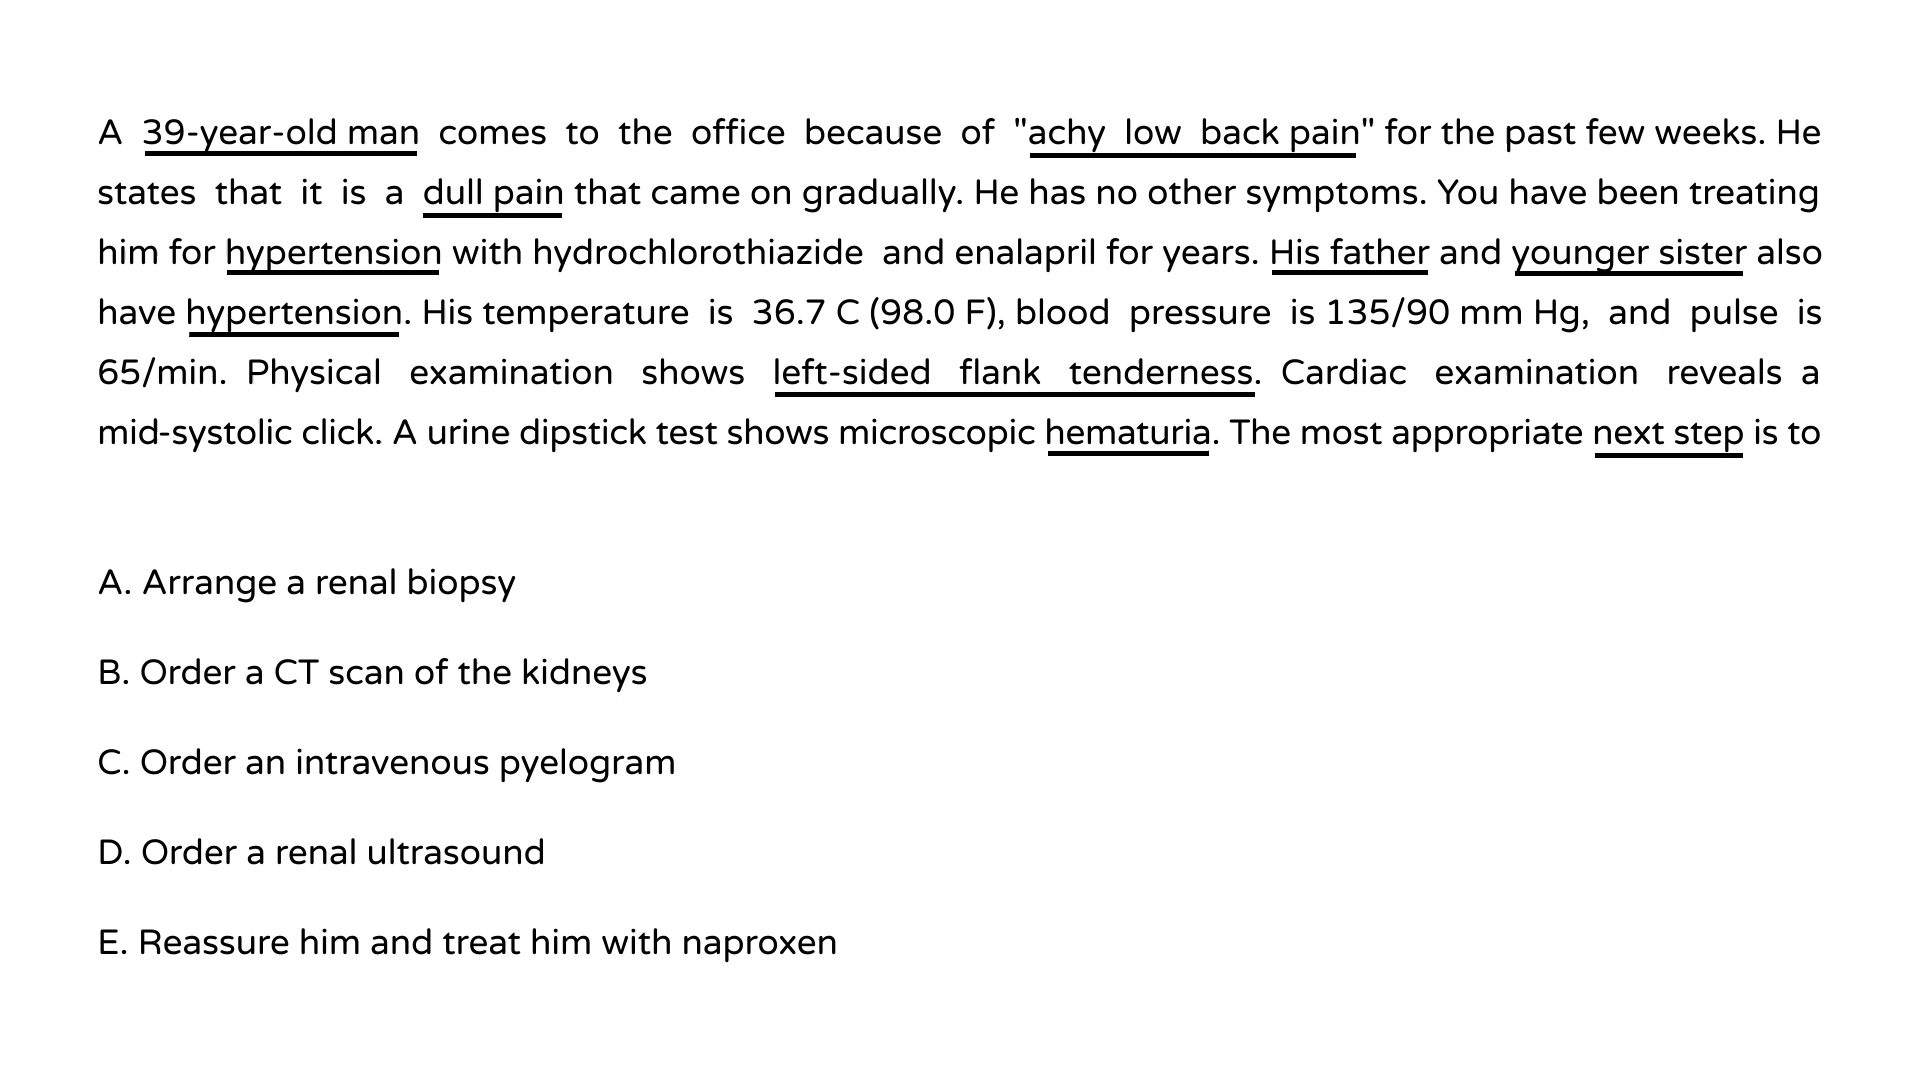 A 39-year-old man comes to the office because of "achy low back pain" for the past few weeks. He
states that it is a dull pain that came on gradually. He has no other symptoms. You have been treating
him for hypertension with hydrochlorothiazide and enalapril for years. His father and younger sister also
have hypertension. His temperature is 36.7 C (98.0 F), blood pressure is 135/90 mm Hg, and pulse is
65/min. Physical examination shows left-sided flank tenderness. Cardiac examination reveals a
mid-systolic click. A urine dipstick test shows microscopic hematuria. The most appropriate next step is to
A. Arrange a renal biopsy
B. Order a CT scan of the kidneys
C. Order an intravenous pyelogram
D. Order a renal ultrasound
E. Reassure him and treat him with naproxen